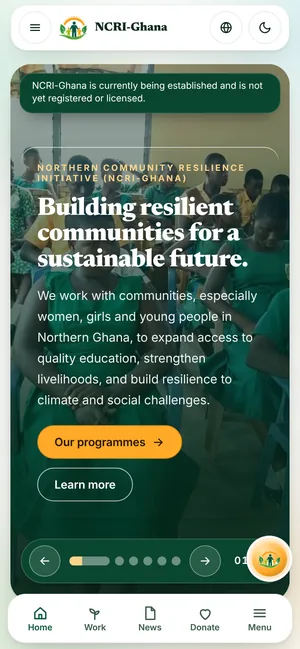 NCRI-Ghana
NCRI-Ghana is currently being established and is not
yet registered or licensed.
NORTHERN COMMUNITY RESILIENCE
INITIATIVE (NCRI-GHANA)
Building resilient
communities for a
sustainable future.
We work with communities, especially
women, girls and young people in
Northern Ghana, to expand access to
quality education, strengthen
livelihoods, and build resilience to
climate and social challenges.
Our programmes →
Learn more
← → 01
Home Work News Donate Menu